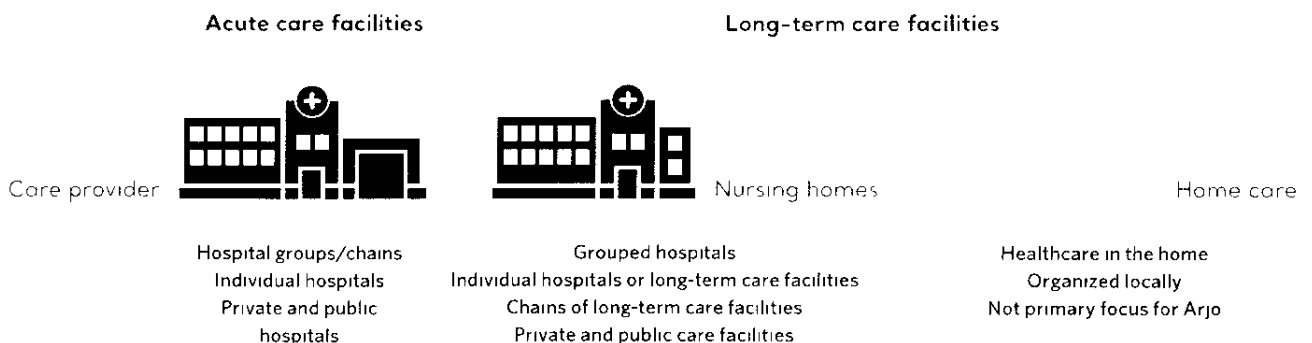 Acute care facilities
Long-term care facilities
Care provider
Nursing homes
Home care
Hospital groups/chains
Individual hospitals
Private and public
hospitals
Grouped hospitals
Individual hospitals or long-term care facilities
Chains of long-term care facilities
Private and public care facilities
Healthcare in the home
Organized locally
Not primary focus for Arjo